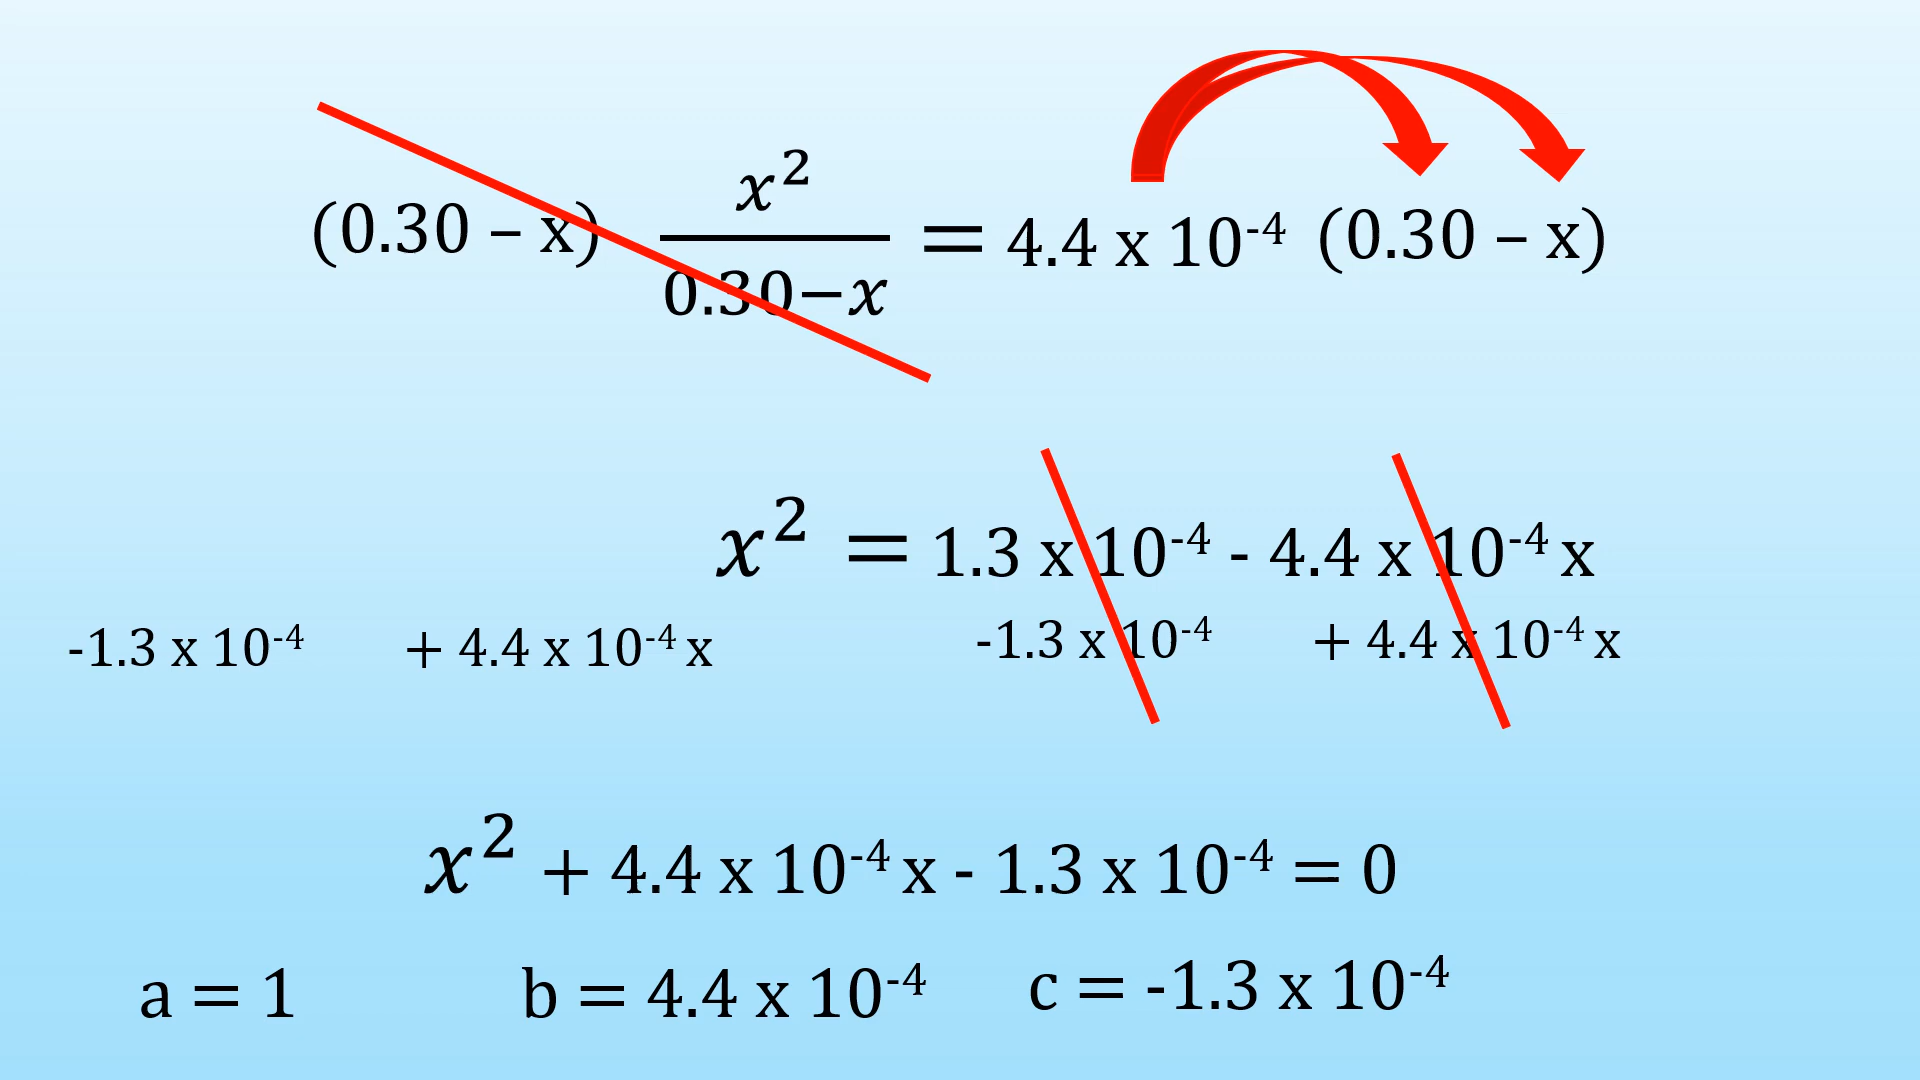 (0.30 – x) x² / 0.30−x = 4.4 x 10⁻⁴ (0.30 – x)
x² = 1.3 x 10⁻⁴ - 4.4 x 10⁻⁴ x
-1.3 x 10⁻⁴ + 4.4 x 10⁻⁴ x -1.3 x 10⁻⁴ + 4.4 x 10⁻⁴ x
x² + 4.4 x 10⁻⁴ x - 1.3 x 10⁻⁴ = 0
a = 1 b = 4.4 x 10⁻⁴ c = -1.3 x 10⁻⁴